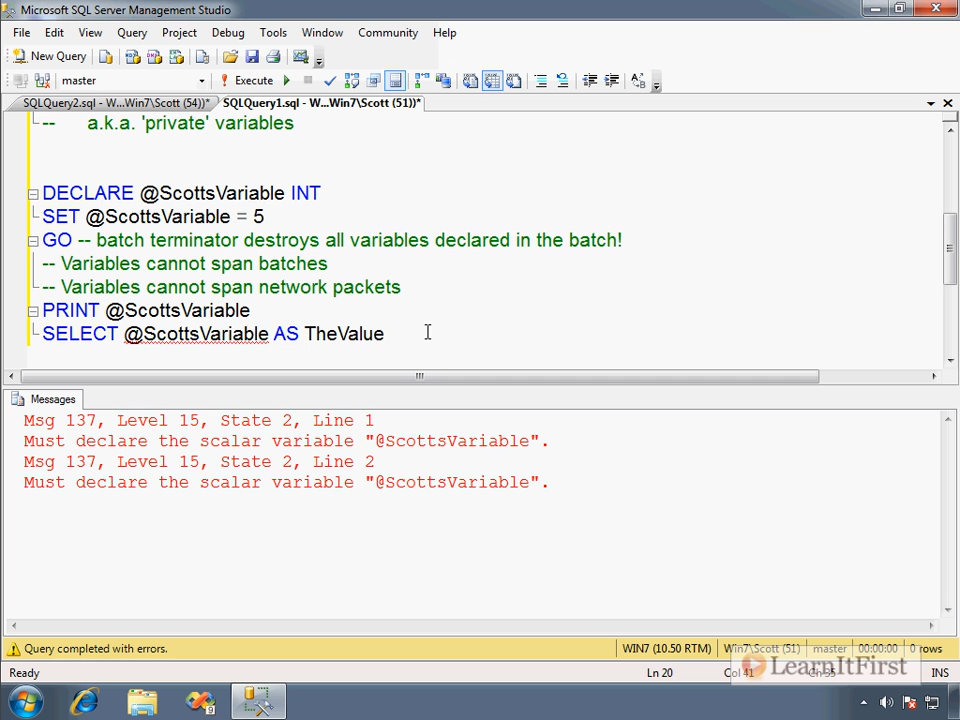 Microsoft SQL Server Management Studio
File Edit View Query Project Debug Tools Window Community Help
New Query
master Execute
SQLQuery2.sql - W...Win7\Scott (54))* SQLQuery1.sql - W...Win7\Scott (51))*
-- a.k.a. 'private' variables
DECLARE @ScottsVariable INT
SET @ScottsVariable = 5
GO -- batch terminator destroys all variables declared in the batch!
-- Variables cannot span batches
-- Variables cannot span network packets
PRINT @ScottsVariable
SELECT @ScottsVariable AS TheValue
Messages
Msg 137, Level 15, State 2, Line 1
Must declare the scalar variable "@ScottsVariable".
Msg 137, Level 15, State 2, Line 2
Must declare the scalar variable "@ScottsVariable".
Query completed with errors. WIN7 (10.50 RTM) Win7\Scott (51) master 00:00:00 0 rows
Ready Ln 20 Col 41 Ch 35 INS
LearnItFirst